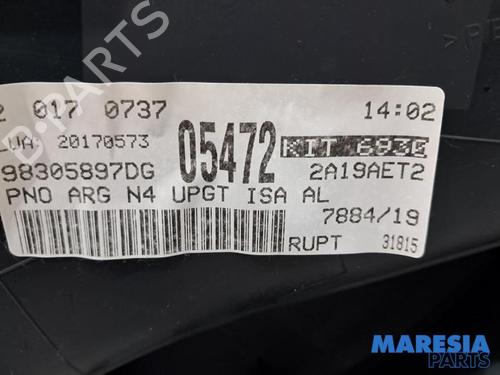 B-PARTS
2 017 0737
14:02
LUA: 20170573
05472
KIT 693G
98305897DG
2A19AET2
PNO ARG N4 UPGT ISA AL
7884/19
RUPT 31815
MARESIA
PARTS